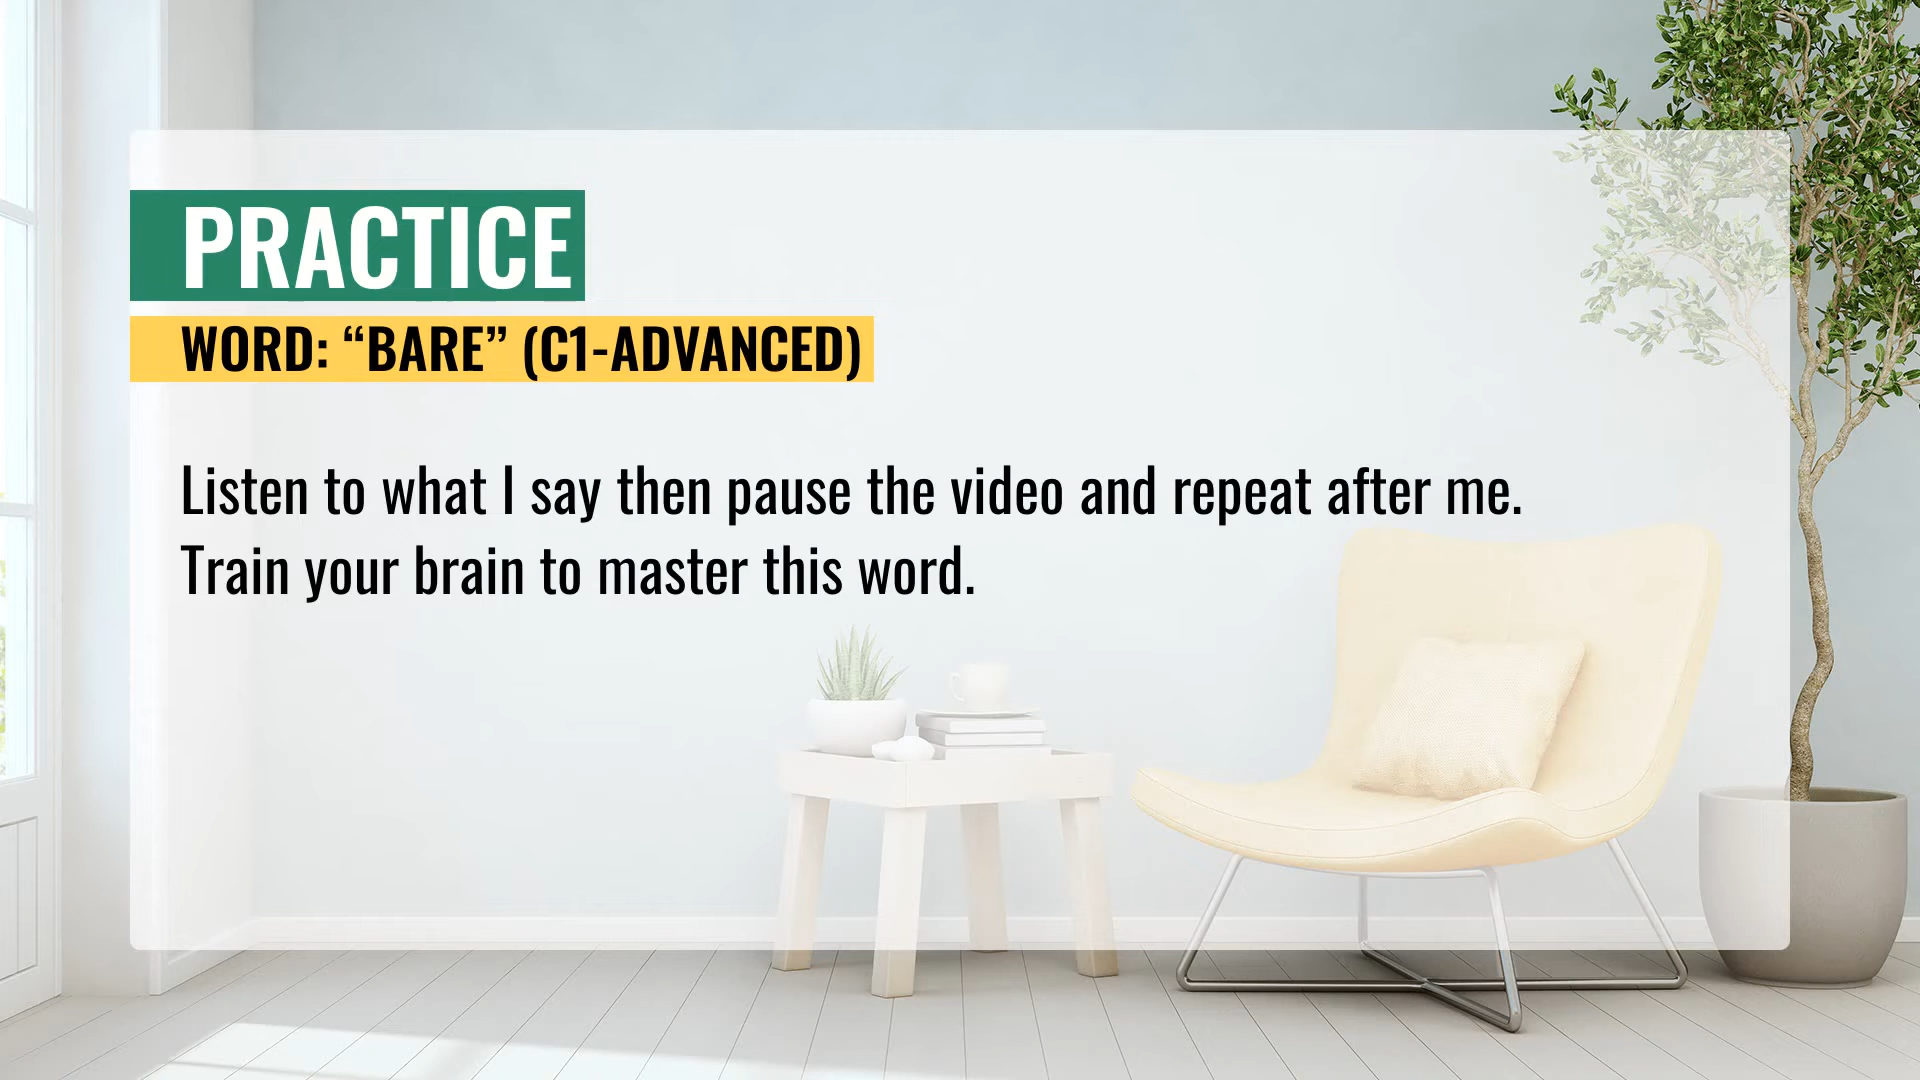 PRACTICE
WORD: “BARE” (C1-ADVANCED)
Listen to what I say then pause the video and repeat after me.
Train your brain to master this word.